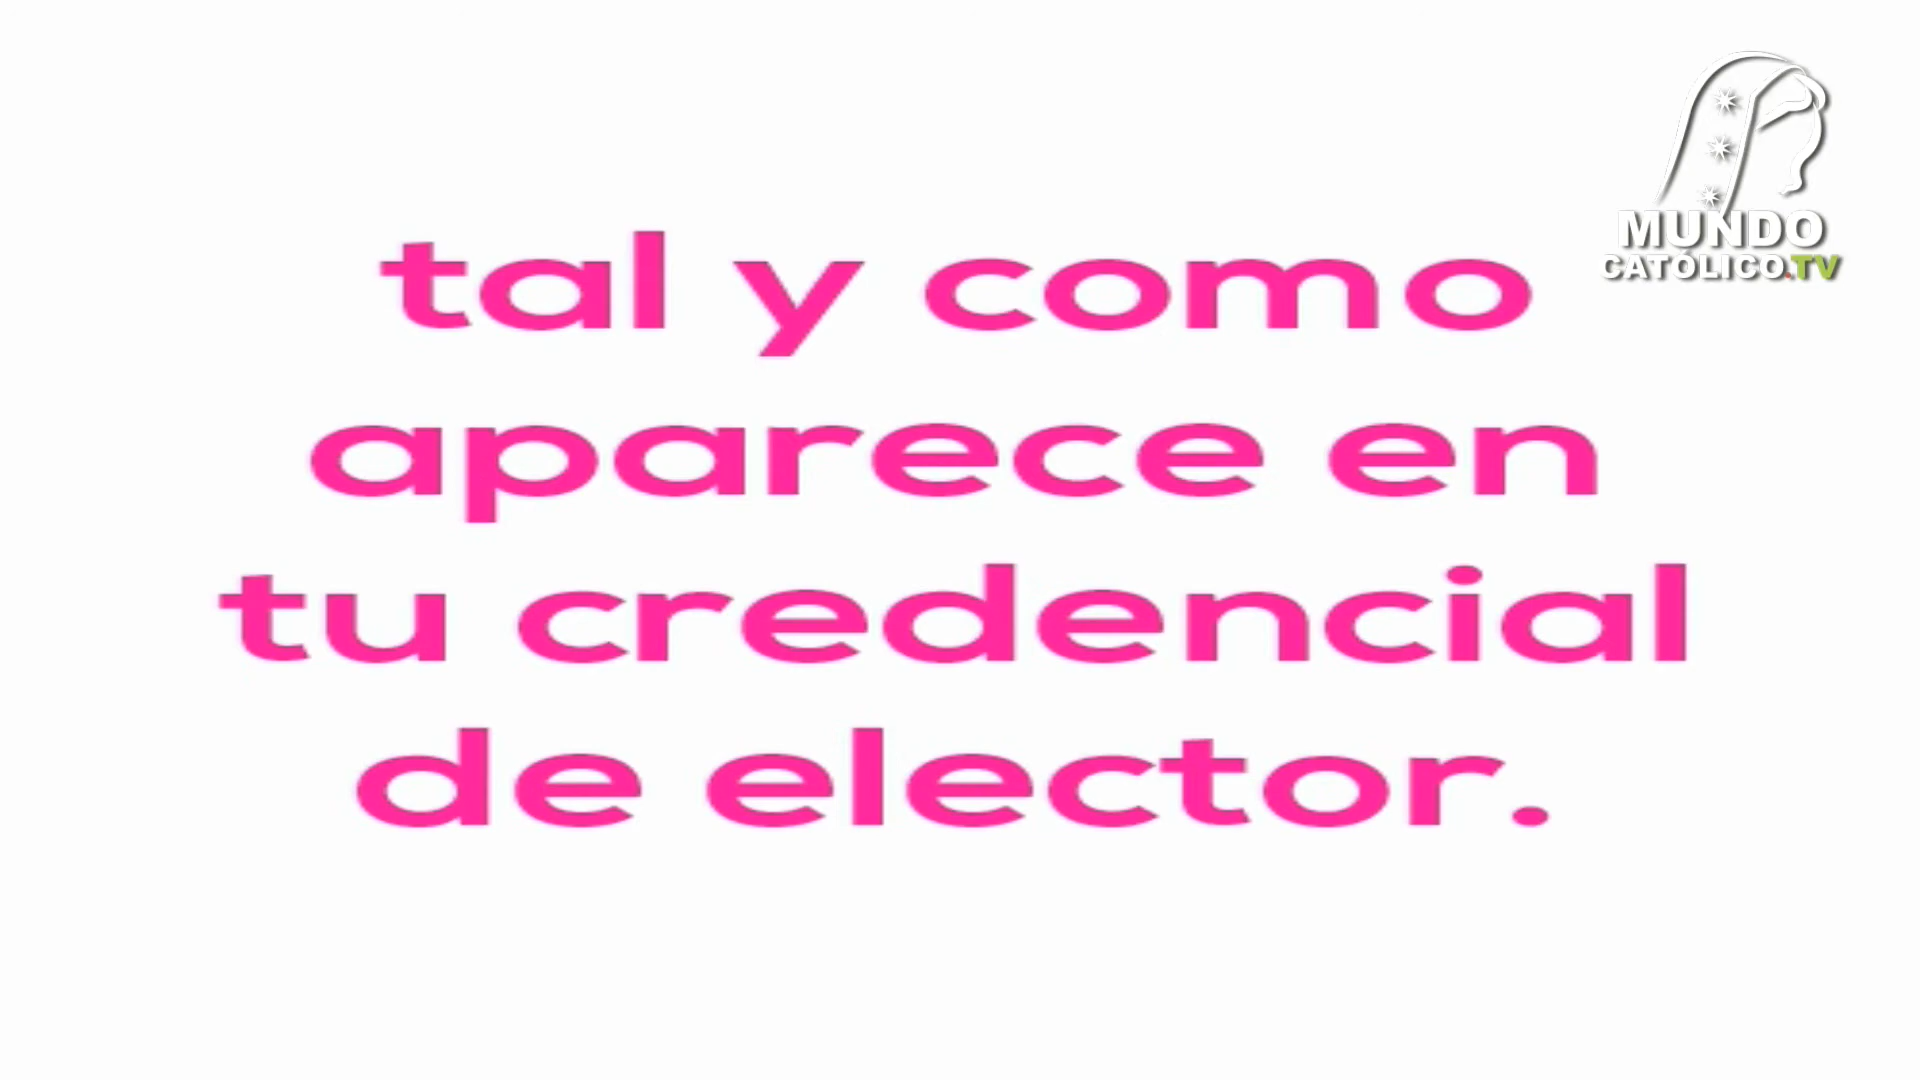 tal y como
aparece en
tu credencial
de elector.
MUNDO
CATÓLICO.TV